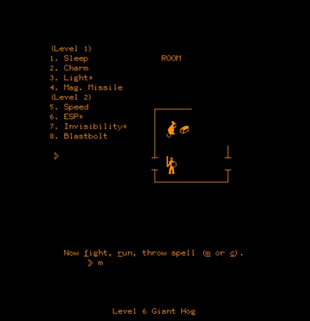 (Level 1)
1. Sleep
2. Charm
3. Light*
4. Mag. Missile
(Level 2)
5. Speed
6. ESP*
7. Invisibility*
8. Blastbolt
ROOM
>
Now fight, run, throw spell (m or c).
> m
Level 6 Giant Hog